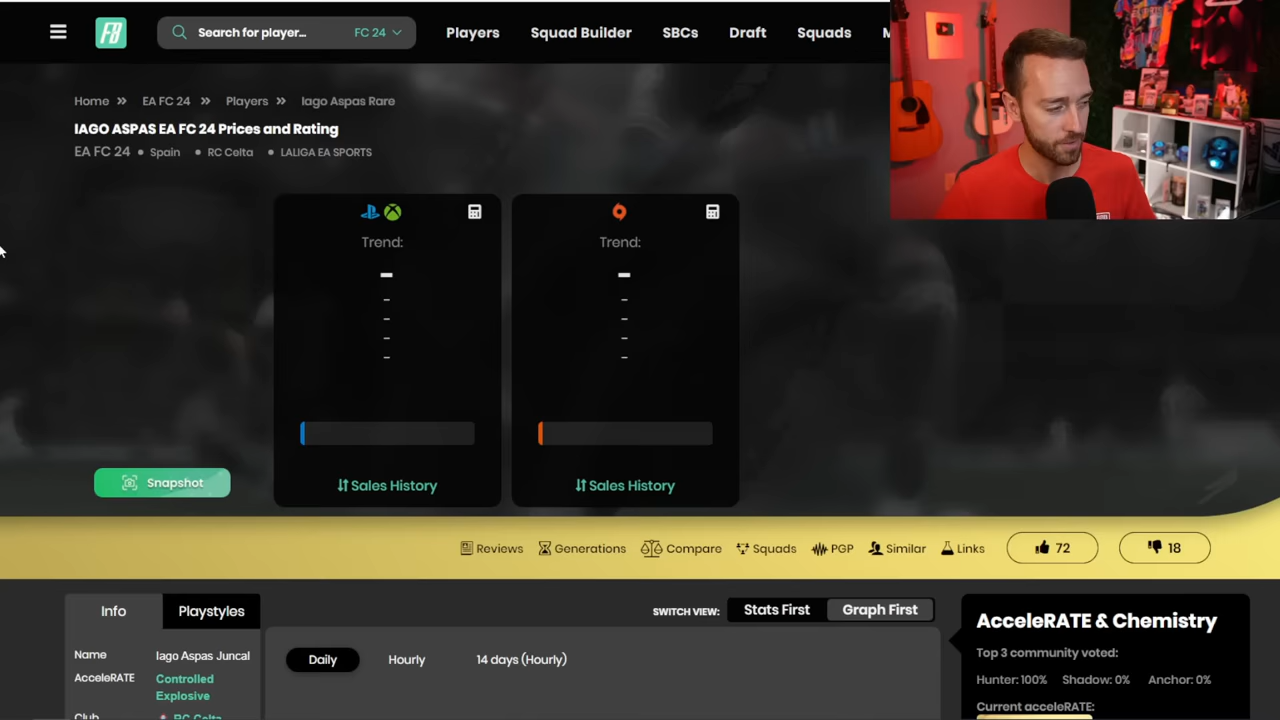 FB
Search for player...
FC 24
Players
Squad Builder
SBCs
Draft
Squads
M
Home » EA FC 24 » Players » Iago Aspas Rare
IAGO ASPAS EA FC 24 Prices and Rating
EA FC 24 • Spain • RC Celta • LALIGA EA SPORTS
Trend:
-
-
-
-
-
Sales History
Trend:
-
-
-
-
-
Sales History
Snapshot
Reviews
Generations
Compare
Squads
PGP
Similar
Links
72
18
Info
Playstyles
SWITCH VIEW:
Stats First
Graph First
Name
Iago Aspas Juncal
AcceleRATE
Controlled
Explosive
Club
RC Celta
Daily
Hourly
14 days (Hourly)
AcceleRATE & Chemistry
Top 3 community voted:
Hunter: 100%
Shadow: 0%
Anchor: 0%
Current acceleRATE: